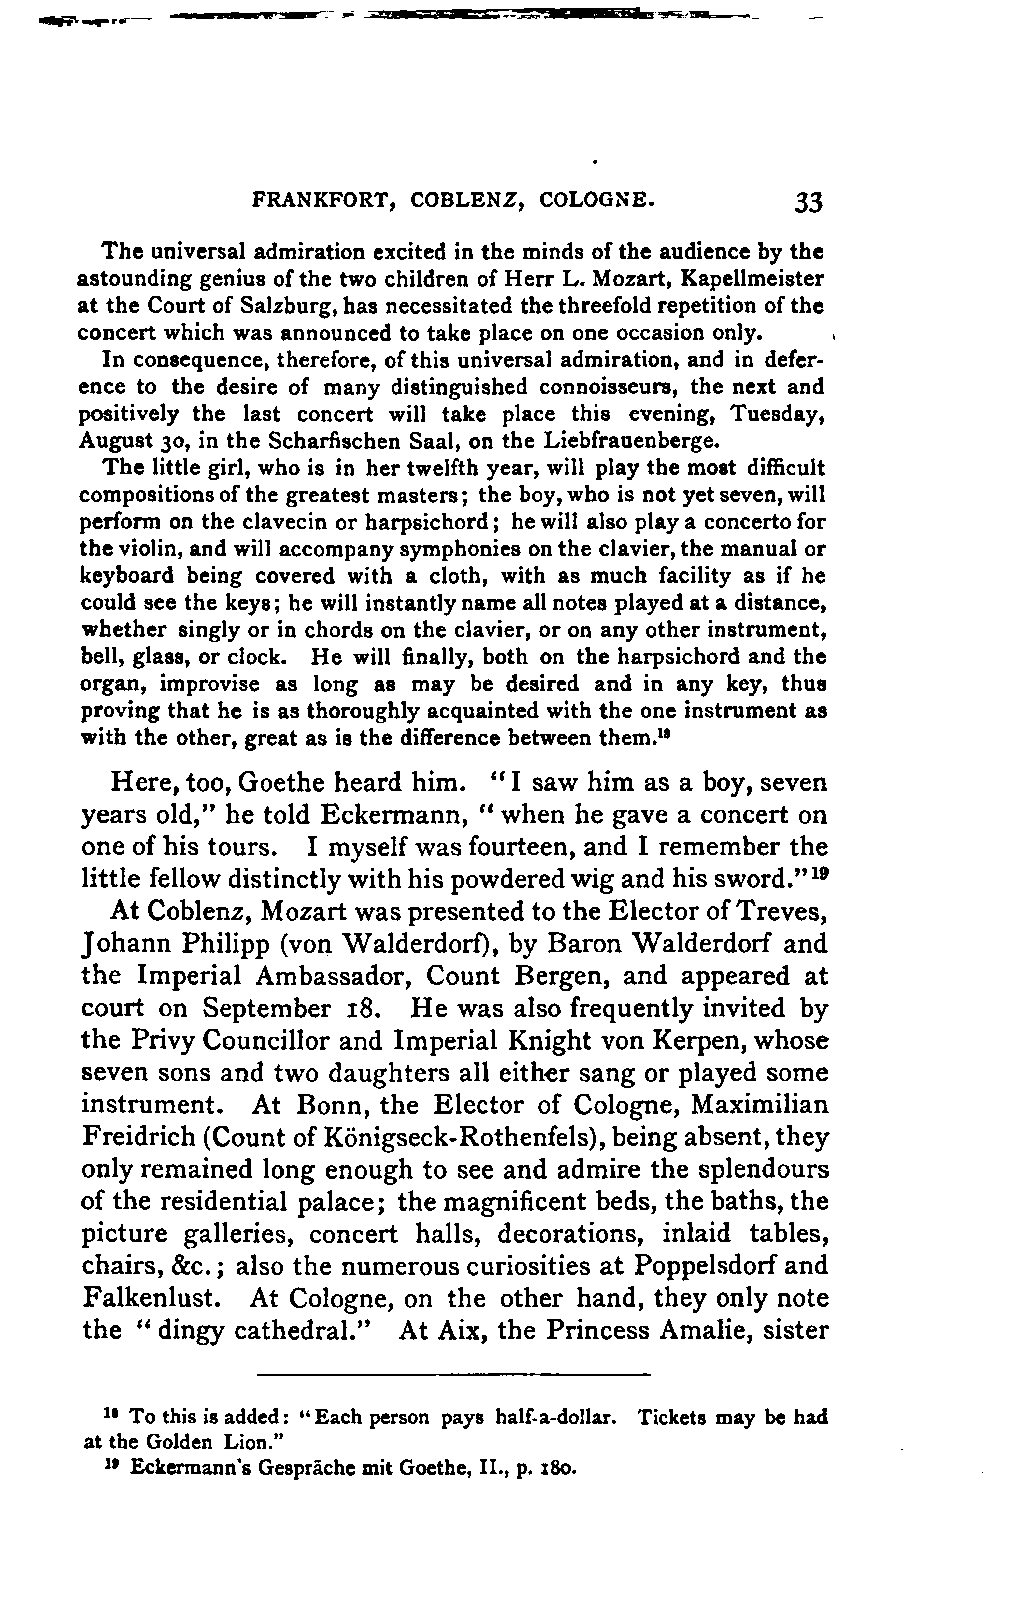 FRANKFORT, COBLENZ, COLOGNE. 33
The universal admiration excited in the minds of the audience by the
astounding genius of the two children of Herr L. Mozart, Kapellmeister
at the Court of Salzburg, has necessitated the threefold repetition of the
concert which was announced to take place on one occasion only.
In consequence, therefore, of this universal admiration, and in defer-
ence to the desire of many distinguished connoisseurs, the next and
positively the last concert will take place this evening, Tuesday,
August 30, in the Scharfischen Saal, on the Liebfrauenberge.
The little girl, who is in her twelfth year, will play the most difficult
compositions of the greatest masters; the boy, who is not yet seven, will
perform on the clavecin or harpsichord; he will also play a concerto for
the violin, and will accompany symphonies on the clavier, the manual or
keyboard being covered with a cloth, with as much facility as if he
could see the keys; he will instantly name all notes played at a distance,
whether singly or in chords on the clavier, or on any other instrument,
bell, glass, or clock. He will finally, both on the harpsichord and the
organ, improvise as long as may be desired and in any key, thus
proving that he is as thoroughly acquainted with the one instrument as
with the other, great as is the difference between them.¹⁸
Here, too, Goethe heard him. "I saw him as a boy, seven
years old," he told Eckermann, "when he gave a concert on
one of his tours. I myself was fourteen, and I remember the
little fellow distinctly with his powdered wig and his sword."¹⁹
At Coblenz, Mozart was presented to the Elector of Treves,
Johann Philipp (von Walderdorf), by Baron Walderdorf and
the Imperial Ambassador, Count Bergen, and appeared at
court on September 18. He was also frequently invited by
the Privy Councillor and Imperial Knight von Kerpen, whose
seven sons and two daughters all either sang or played some
instrument. At Bonn, the Elector of Cologne, Maximilian
Freidrich (Count of Königseck-Rothenfels), being absent, they
only remained long enough to see and admire the splendours
of the residential palace; the magnificent beds, the baths, the
picture galleries, concert halls, decorations, inlaid tables,
chairs, &c.; also the numerous curiosities at Poppelsdorf and
Falkenlust. At Cologne, on the other hand, they only note
the "dingy cathedral." At Aix, the Princess Amalie, sister
¹⁸ To this is added: "Each person pays half-a-dollar. Tickets may be had
at the Golden Lion."
¹⁹ Eckermann's Gespräche mit Goethe, II., p. 180.